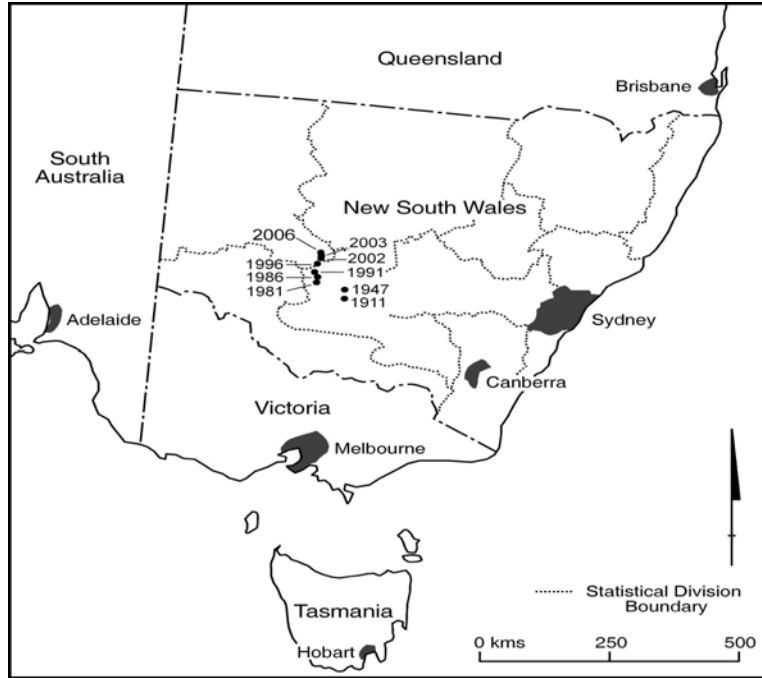 Queensland
Brisbane
South
Australia
New South Wales
2006
2003
2002
1996
1991
1986
1981
1947
1911
Adelaide
Sydney
Canberra
Victoria
Melbourne
Statistical Division
Boundary
Tasmania
Hobart
0 kms 250 500